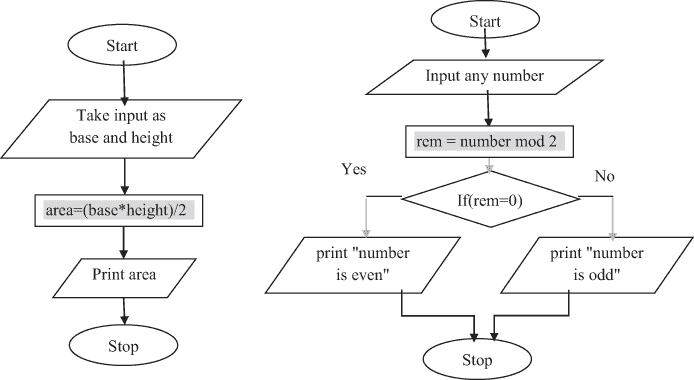 Start
Take input as
base and height
area=(base*height)/2
Print area
Stop
Start
Input any number
rem = number mod 2
Yes
If(rem=0)
No
print "number
is even"
print "number
is odd"
Stop